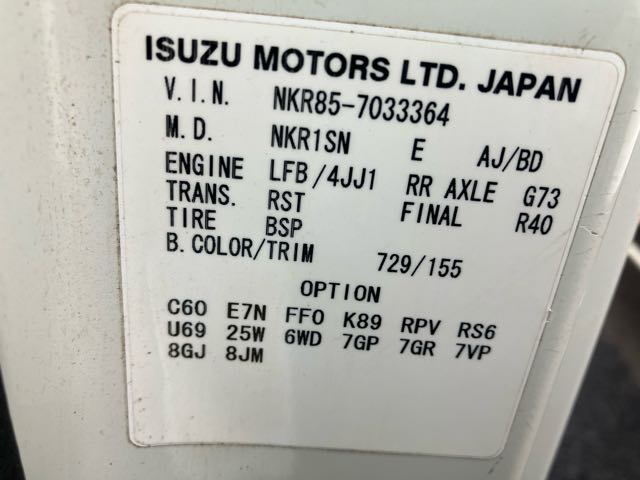 ISUZU MOTORS LTD. JAPAN
V.I.N. NKR85-7033364
M.D. NKR1SN E AJ/BD
ENGINE LFB/4JJ1 RR AXLE G73
TRANS. RST FINAL R40
TIRE BSP
B.COLOR/TRIM 729/155
OPTION
C60 E7N FF0 K89 RPV RS6
U69 25W 6WD 7GP 7GR 7VP
8GJ 8JM